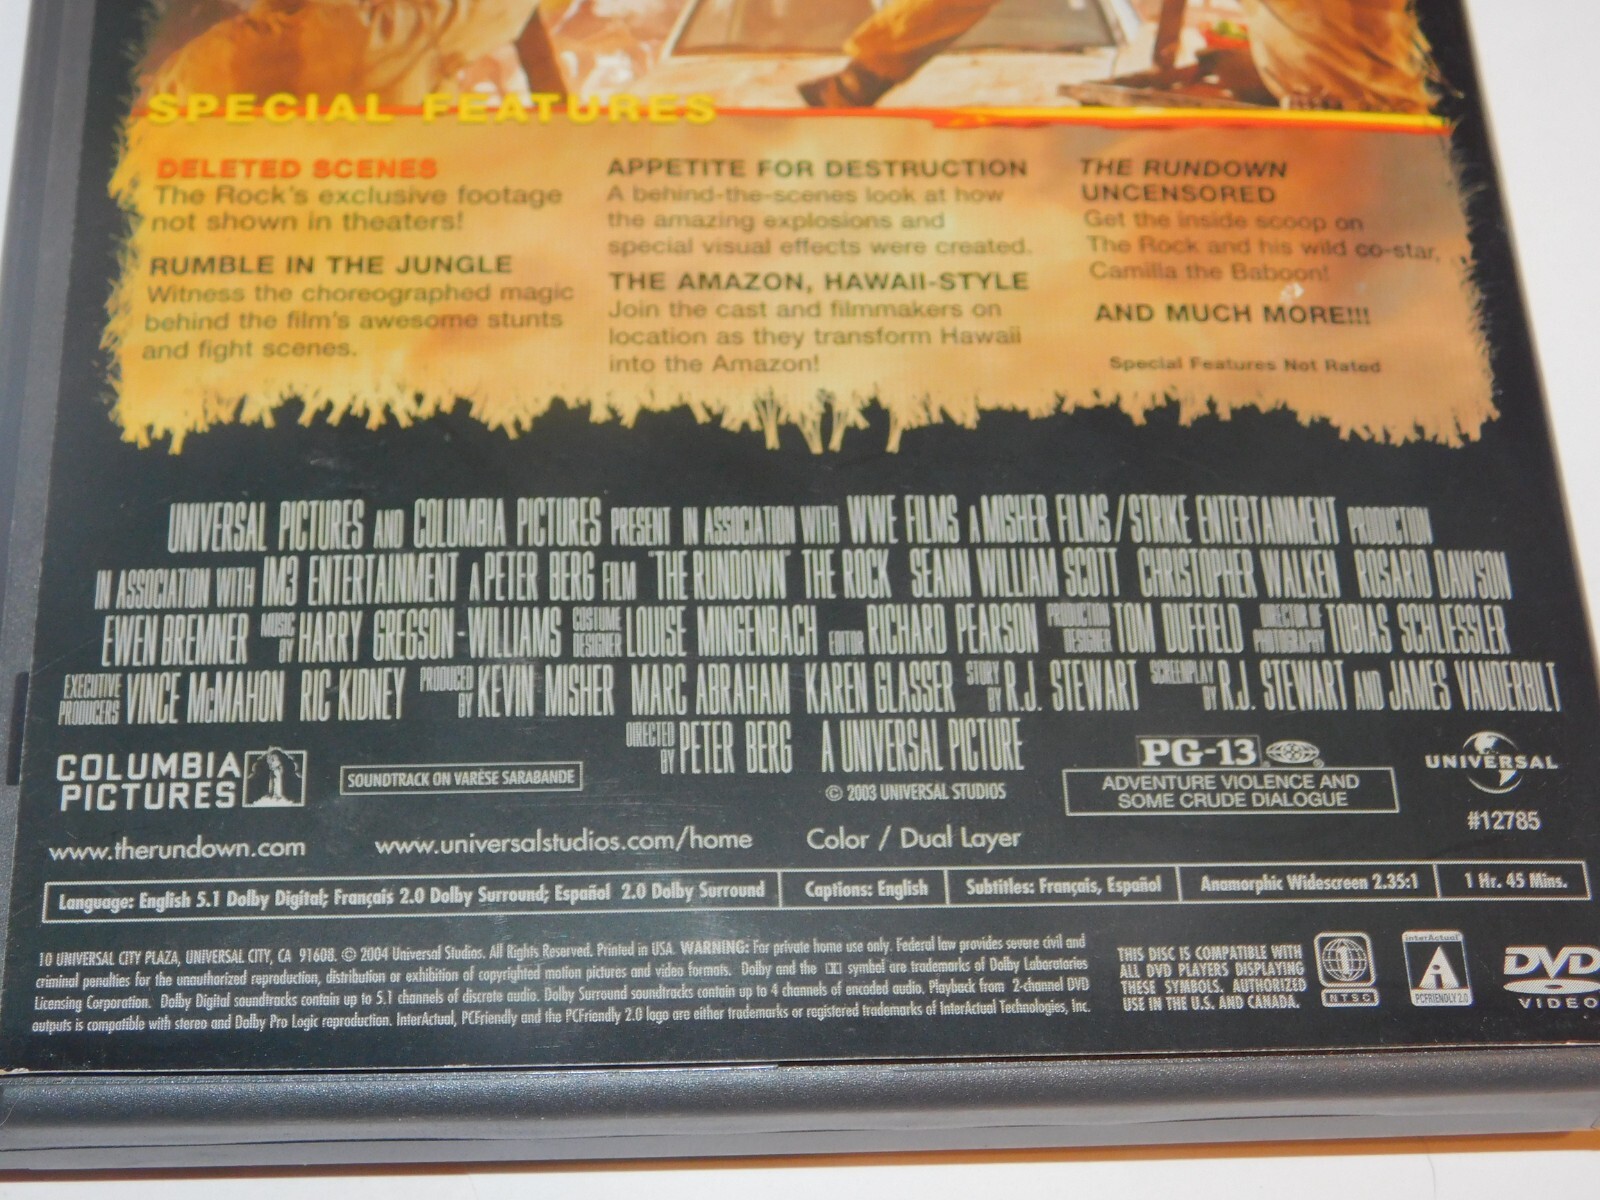 SPECIAL FEATURES
DELETED SCENES
The Rock's exclusive footage
not shown in theaters!
RUMBLE IN THE JUNGLE
Witness the choreographed magic
behind the film's awesome stunts
and fight scenes.
APPETITE FOR DESTRUCTION
A behind-the-scenes look at how
the amazing explosions and
special visual effects were created.
THE AMAZON, HAWAII-STYLE
Join the cast and filmmakers on
location as they transform Hawaii
into the Amazon!
THE RUNDOWN
UNCENSORED
Get the inside scoop on
The Rock and his wild co-star,
Camilla the Baboon!
AND MUCH MORE!!!
Special Features Not Rated
UNIVERSAL PICTURES AND COLUMBIA PICTURES PRESENT IN ASSOCIATION WITH WWE FILMS A MISHER FILMS/STRIKE ENTERTAINMENT PRODUCTION
IN ASSOCIATION WITH IM3 ENTERTAINMENT A PETER BERG FILM "THE RUNDOWN" THE ROCK SEANN WILLIAM SCOTT CHRISTOPHER WALKEN ROSARIO DAWSON
EWEN BREMNER MUSIC BY HARRY GREGSON-WILLIAMS COSTUME DESIGNER LOUISE MINGENBACH EDITOR RICHARD PEARSON PRODUCTION DESIGNER TOM DUFFIELD DIRECTOR OF PHOTOGRAPHY TOBIAS SCHLIESSLER
EXECUTIVE PRODUCERS VINCE McMAHON RIC KIDNEY PRODUCED BY KEVIN MISHER MARC ABRAHAM KAREN GLASSER STORY BY R.J. STEWART SCREENPLAY BY R.J. STEWART AND JAMES VANDERBILT
DIRECTED BY PETER BERG A UNIVERSAL PICTURE
COLUMBIA
PICTURES
SOUNDTRACK ON VARÈSE SARABANDE
© 2003 UNIVERSAL STUDIOS
PG-13
ADVENTURE VIOLENCE AND
SOME CRUDE DIALOGUE
UNIVERSAL
#12785
www.therundown.com
www.universalstudios.com/home
Color / Dual Layer
Language: English 5.1 Dolby Digital; Français 2.0 Dolby Surround; Español 2.0 Dolby Surround
Captions: English
Subtitles: Français, Español
Anamorphic Widescreen 2.35:1
1 Hr. 45 Mins.
10 UNIVERSAL CITY PLAZA, UNIVERSAL CITY, CA 91608. © 2004 Universal Studios. All Rights Reserved. Printed in USA. WARNING: For private home use only. Federal law provides severe civil and
criminal penalties for the unauthorized reproduction, distribution or exhibition of copyrighted motion pictures and video formats. Dolby and the symbol are trademarks of Dolby Laboratories
Licensing Corporation. Dolby Digital soundtracks contain up to 5.1 channels of discrete audio. Dolby Surround soundtracks contain up to 4 channels of encoded audio. Playback from 2-channel DVD
outputs is compatible with stereo and Dolby Pro Logic reproduction. InterActual, PCFriendly and the PCFriendly 2.0 logo are either trademarks or registered trademarks of InterActual Technologies, Inc.
THIS DISC IS COMPATIBLE WITH
ALL DVD PLAYERS DISPLAYING
THESE SYMBOLS. AUTHORIZED
USE IN THE U.S. AND CANADA.
1
NTSC
InterActual
PCFRIENDLY 2.0
DVD
VIDEO